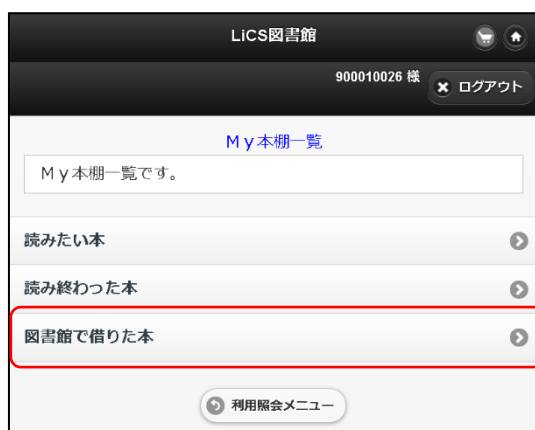 LiCS図書館
900010026 様
ログアウト
My本棚一覧
My本棚一覧です。
読みたい本
読み終わった本
図書館で借りた本
利用照会メニュー